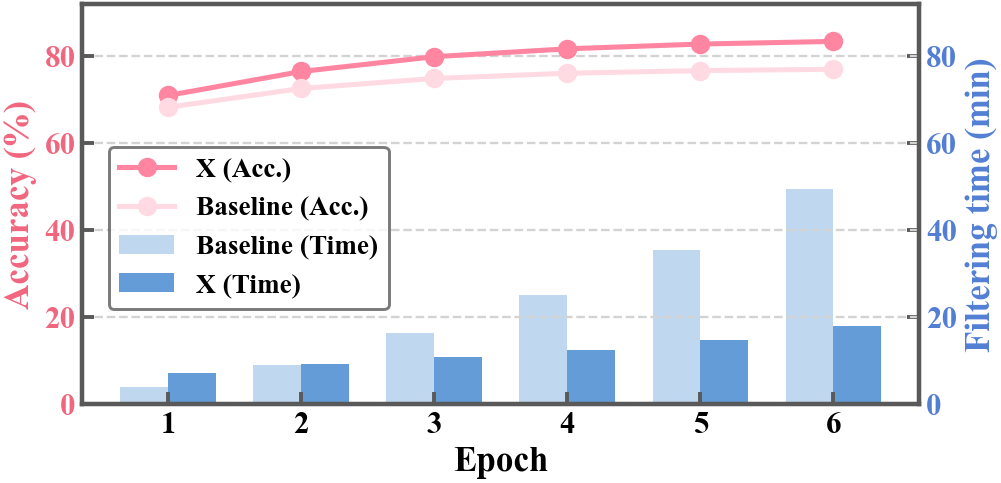 Accuracy (%)
80
60
40
20
0
X (Acc.)
Baseline (Acc.)
Baseline (Time)
X (Time)
80
60
40
20
0
Filtering time (min)
1 2 3 4 5 6
Epoch